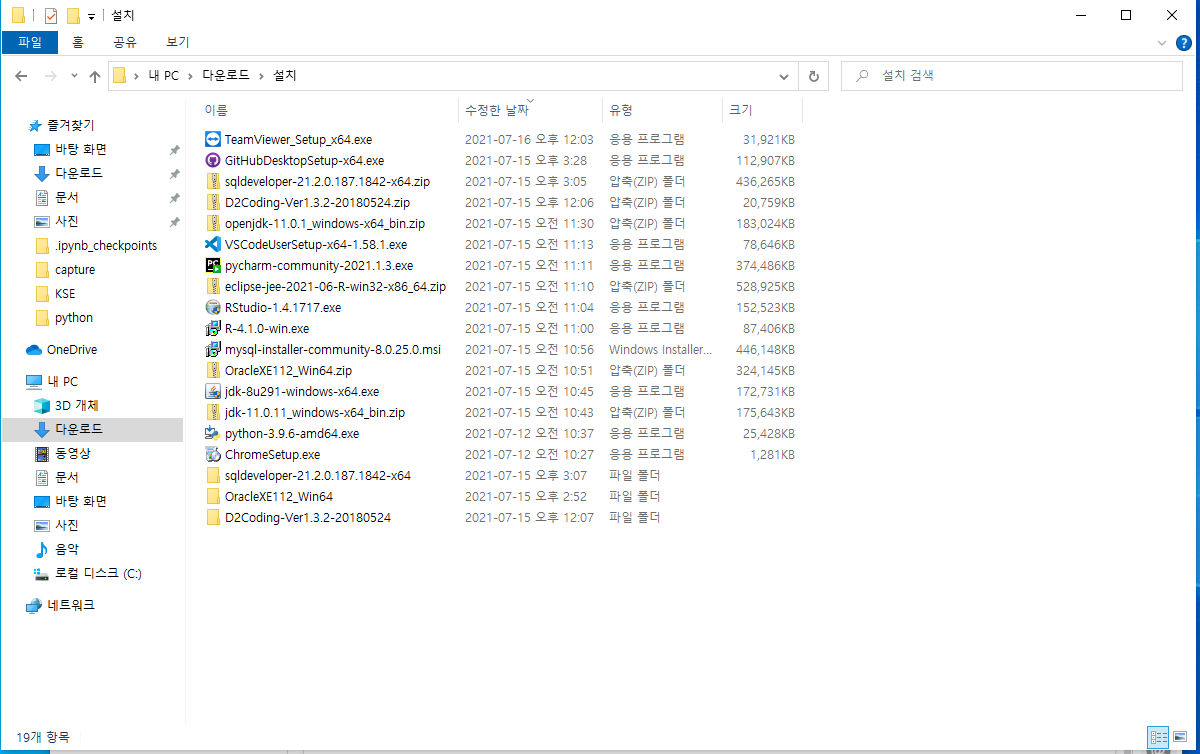 설치
파일 홈 공유 보기
내 PC 다운로드 설치
설치 검색
이름 수정한 날짜 유형 크기
즐겨찾기
바탕 화면
다운로드
문서
사진
.ipynb_checkpoints
capture
KSE
python
OneDrive
내 PC
3D 개체
다운로드
동영상
문서
바탕 화면
사진
음악
로컬 디스크 (C:)
네트워크
TeamViewer_Setup_x64.exe 2021-07-16 오후 12:03 응용 프로그램 31,921KB
GitHubDesktopSetup-x64.exe 2021-07-15 오후 3:28 응용 프로그램 112,907KB
sqldeveloper-21.2.0.187.1842-x64.zip 2021-07-15 오후 3:05 압축(ZIP) 폴더 436,265KB
D2Coding-Ver1.3.2-20180524.zip 2021-07-15 오후 12:06 압축(ZIP) 폴더 20,759KB
openjdk-11.0.1_windows-x64_bin.zip 2021-07-15 오전 11:30 압축(ZIP) 폴더 183,024KB
VSCodeUserSetup-x64-1.58.1.exe 2021-07-15 오전 11:13 응용 프로그램 78,646KB
pycharm-community-2021.1.3.exe 2021-07-15 오전 11:11 응용 프로그램 374,486KB
eclipse-jee-2021-06-R-win32-x86_64.zip 2021-07-15 오전 11:10 압축(ZIP) 폴더 528,925KB
RStudio-1.4.1717.exe 2021-07-15 오전 11:04 응용 프로그램 152,523KB
R-4.1.0-win.exe 2021-07-15 오전 11:00 응용 프로그램 87,406KB
mysql-installer-community-8.0.25.0.msi 2021-07-15 오전 10:56 Windows Installer... 446,148KB
OracleXE112_Win64.zip 2021-07-15 오전 10:51 압축(ZIP) 폴더 324,145KB
jdk-8u291-windows-x64.exe 2021-07-15 오전 10:45 응용 프로그램 172,731KB
jdk-11.0.11_windows-x64_bin.zip 2021-07-15 오전 10:43 압축(ZIP) 폴더 175,643KB
python-3.9.6-amd64.exe 2021-07-12 오전 10:37 응용 프로그램 25,428KB
ChromeSetup.exe 2021-07-12 오전 10:27 응용 프로그램 1,281KB
sqldeveloper-21.2.0.187.1842-x64 2021-07-15 오후 3:07 파일 폴더
OracleXE112_Win64 2021-07-15 오후 2:52 파일 폴더
D2Coding-Ver1.3.2-20180524 2021-07-15 오후 12:07 파일 폴더
19개 항목